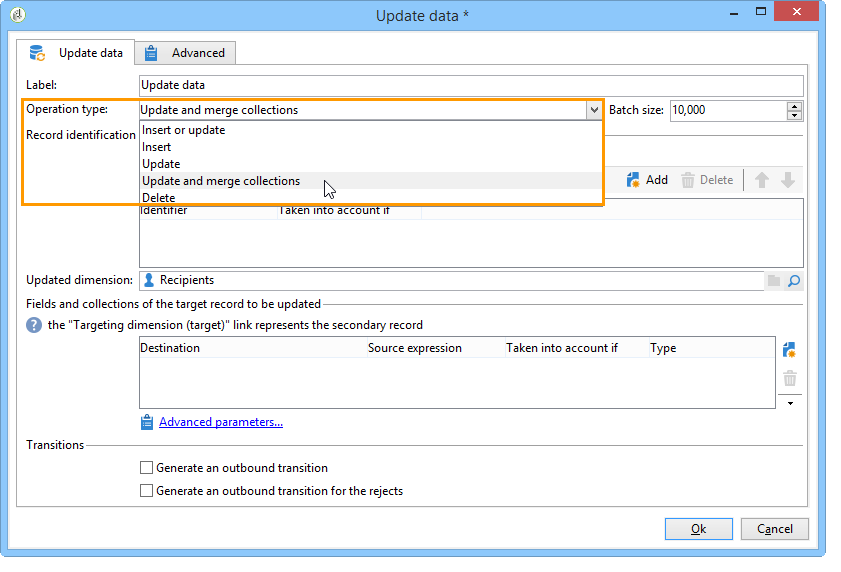 Update data *
Update data Advanced
Label: Update data
Operation type: Update and merge collections Batch size: 10,000
Record identification
Insert or update
Insert
Update
Update and merge collections
Delete
Add Delete
Identifier Taken into account if
Updated dimension: Recipients
Fields and collections of the target record to be updated
the "Targeting dimension (target)" link represents the secondary record
Destination Source expression Taken into account if Type
Advanced parameters...
Transitions
Generate an outbound transition
Generate an outbound transition for the rejects
Ok Cancel